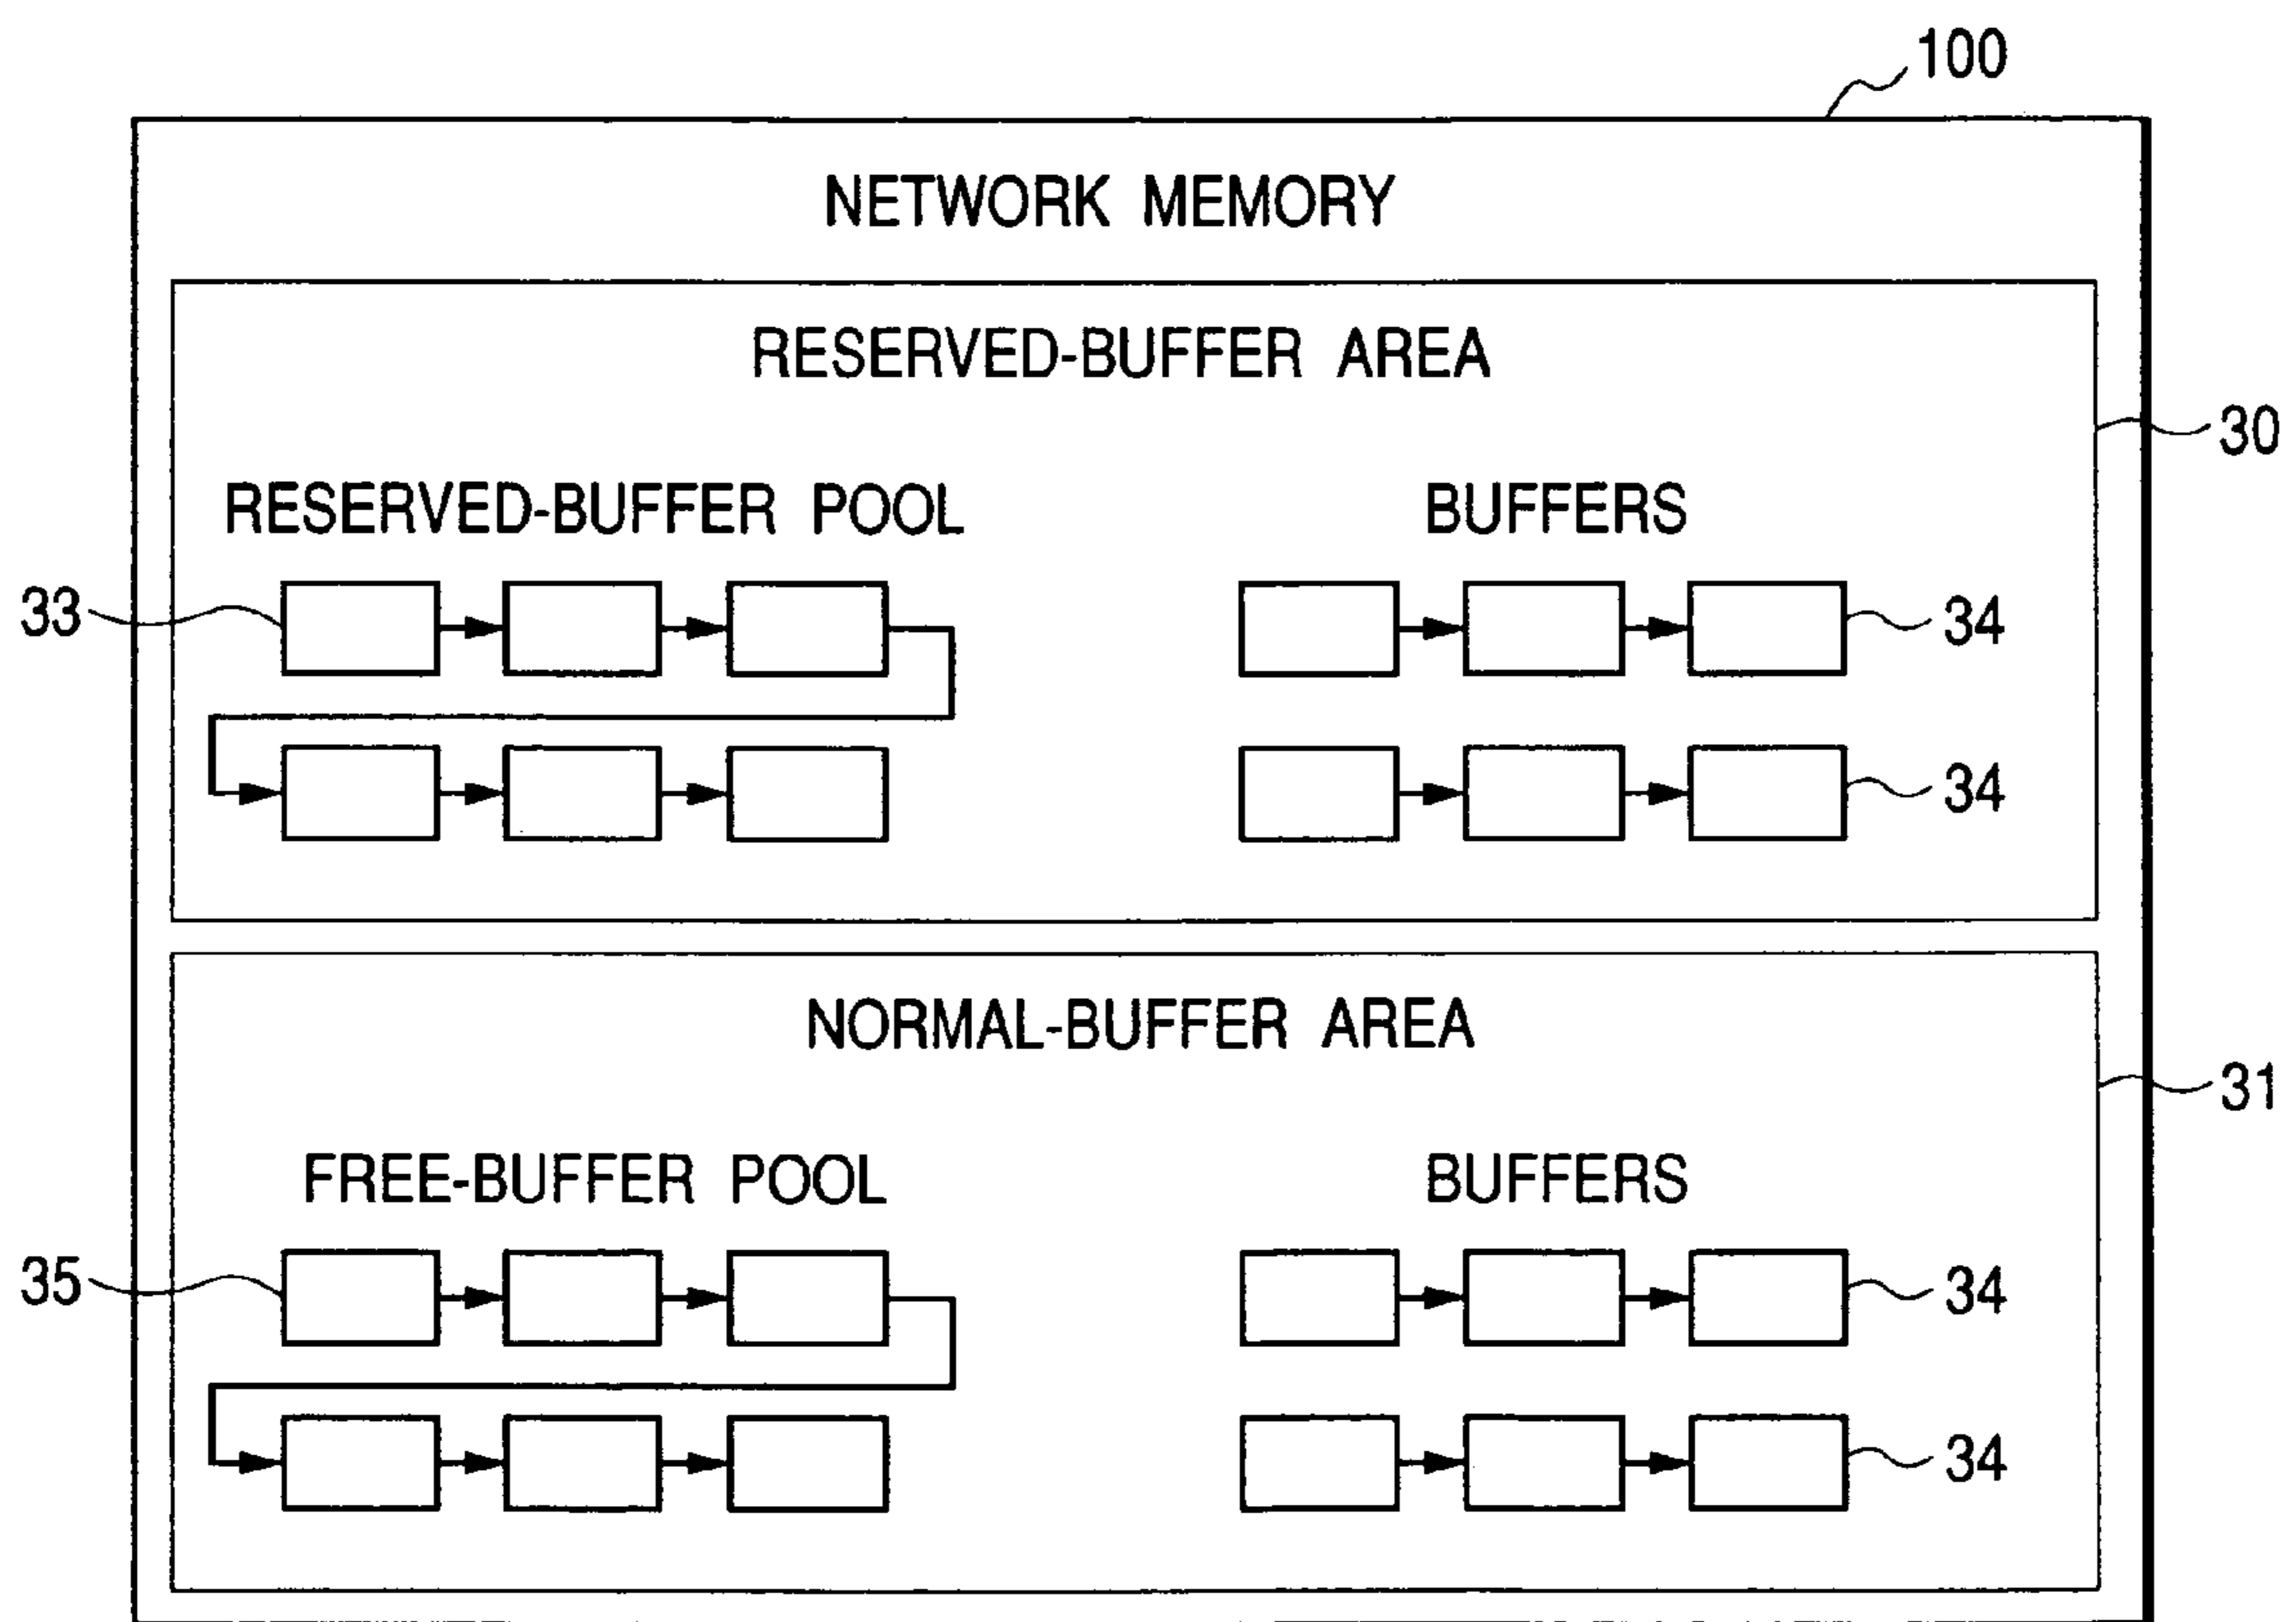 100
NETWORK MEMORY
RESERVED-BUFFER AREA
30
RESERVED-BUFFER POOL
BUFFERS
33
34
34
NORMAL-BUFFER AREA
31
FREE-BUFFER POOL
BUFFERS
35
34
34